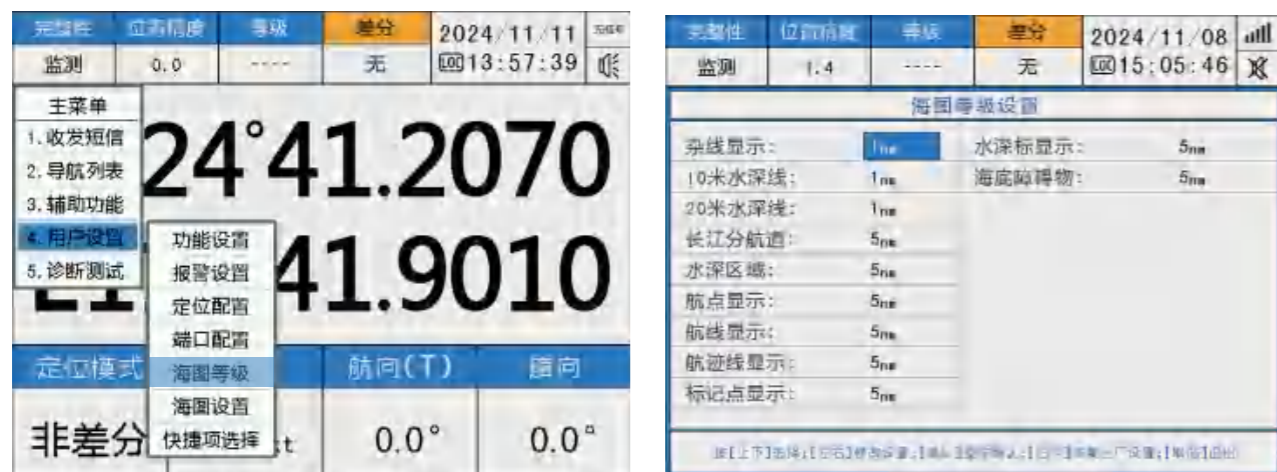 完整性 位置精度 等级 差分 2024/11/11
监测 0.0 ---- 无 LOC 13:57:39
主菜单
1.收发短信
2.导航列表
3.辅助功能
4.用户设置
5.诊断测试
24°41.2070
41.9010
功能设置
报警设置
定位配置
端口配置
海图等级
海图设置
快捷项选择
定位模式 航向(T)
非差分 0.0° 0.0°
完整性 位置精度 等级 差分 2024/11/08
监测 1.4 ---- 无 LOC 15:05:46
海图等级设置
杂线显示: 1nm 水深标显示: 5nm
10米水深线: 1nm 海底障碍物: 5nm
20米水深线: 1nm
长江分航道: 5nm
水深区域: 5nm
航点显示: 5nm
航线显示: 5nm
航迹线显示: 5nm
标记点显示: 5nm